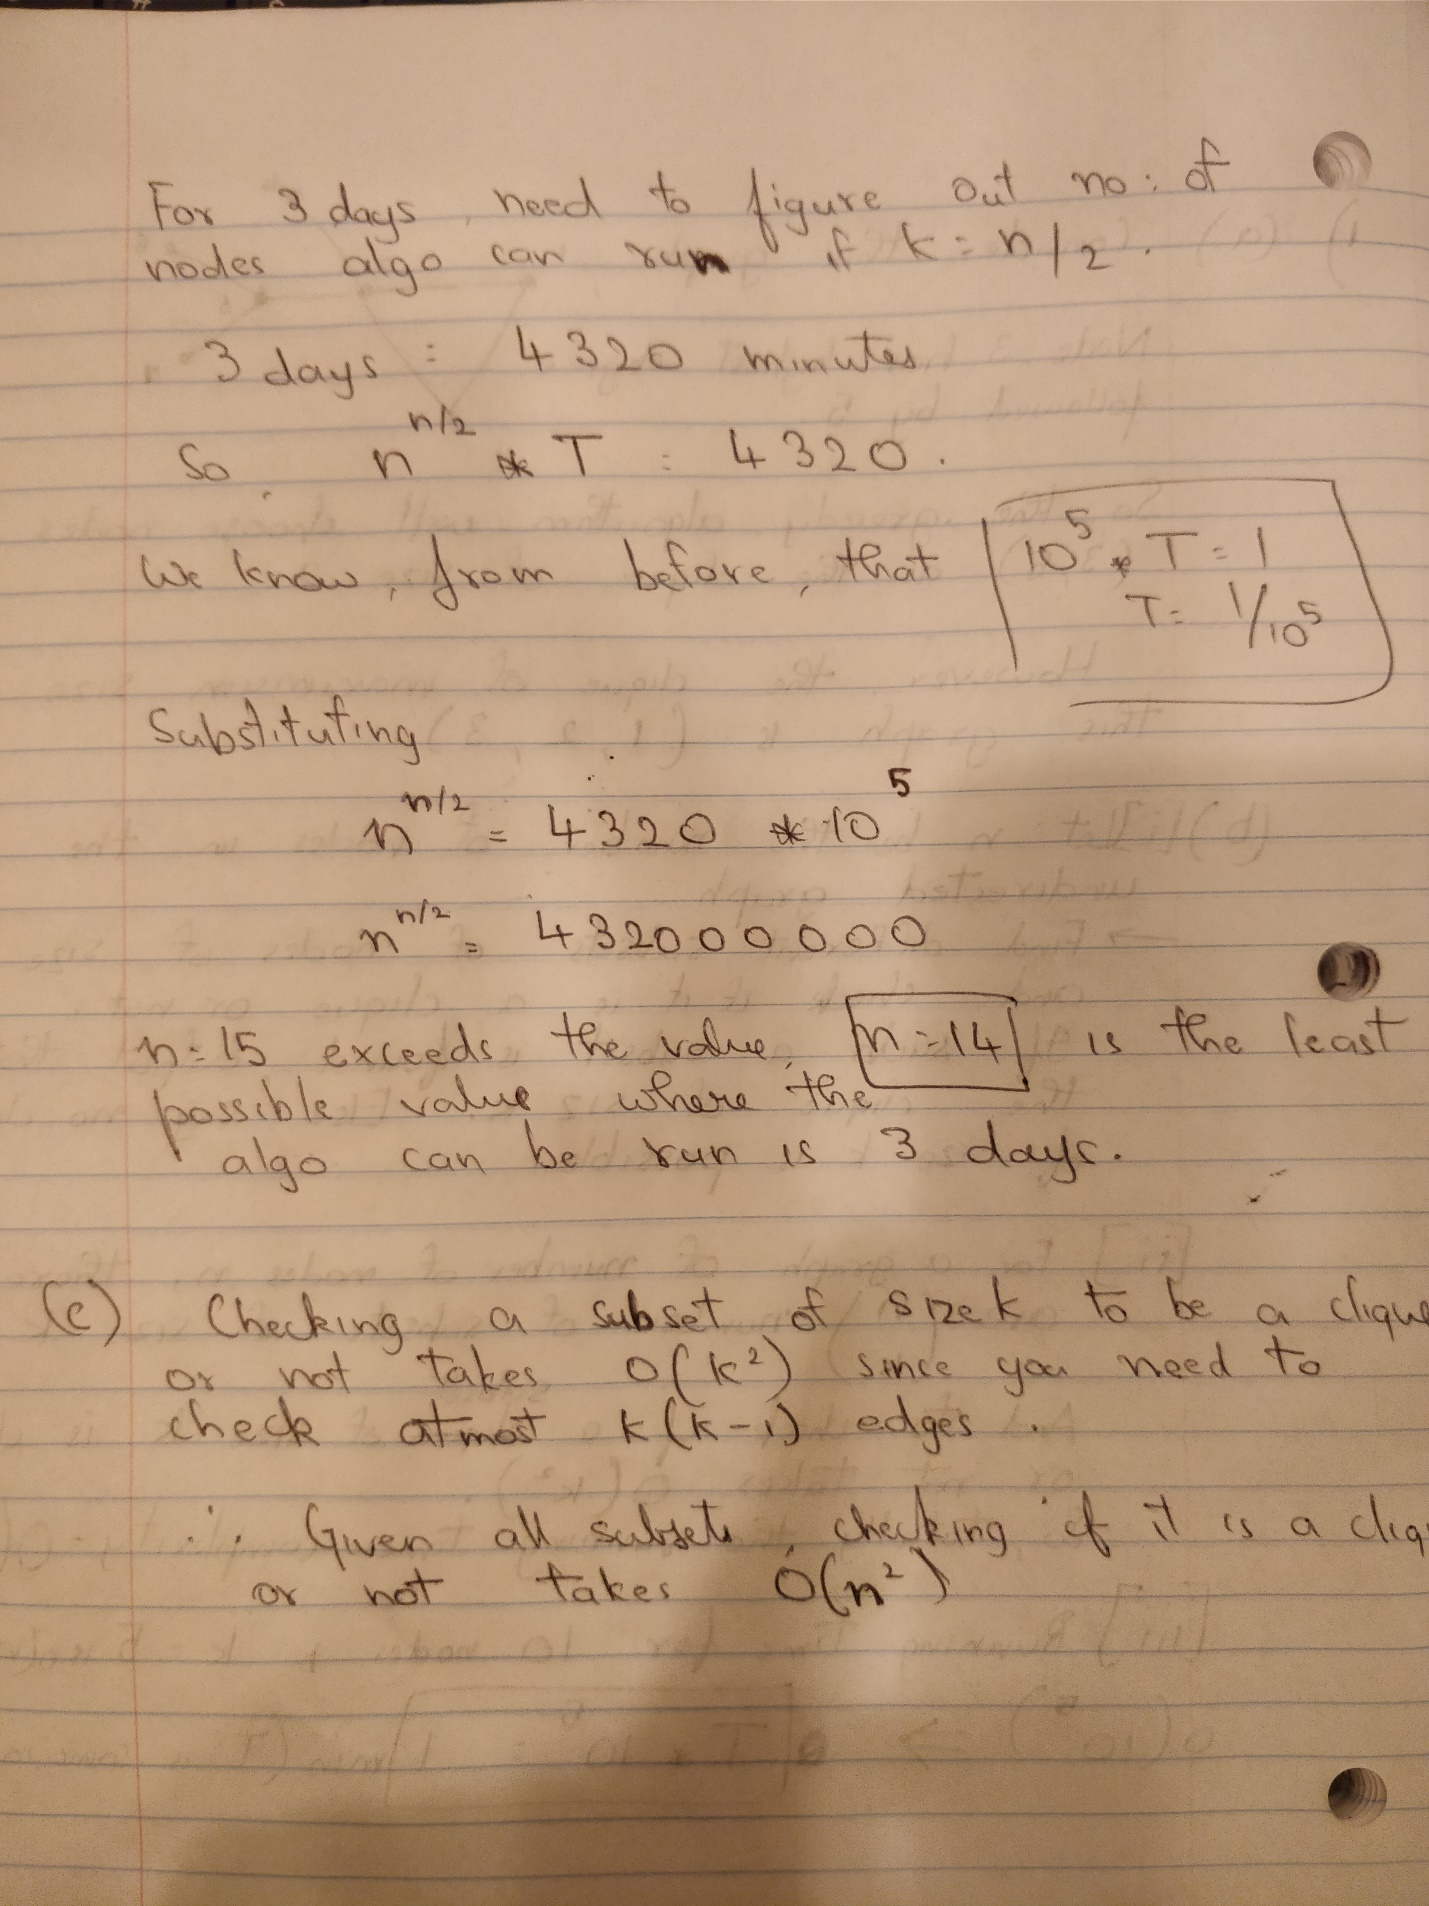 For 3 days, need to figure out no: of
nodes algo can run if k = n/2.
3 days = 4320 minutes
So, n^{n/2} * T = 4320.
We know, from before, that
10^5 * T = 1
T = 1/10^5
Substituting
n^{n/2} = 4320 * 10^5
n^{n/2} = 432000000
n=15 exceeds the value, n=14 is the least
possible value where the
algo can be run is 3 days.
(c) Checking a subset of size k to be a clique
or not takes O(k²) since you need to
check atmost k(k-1) edges.
∴ Given all subsets, checking if it is a cliq
or not takes O(n²)